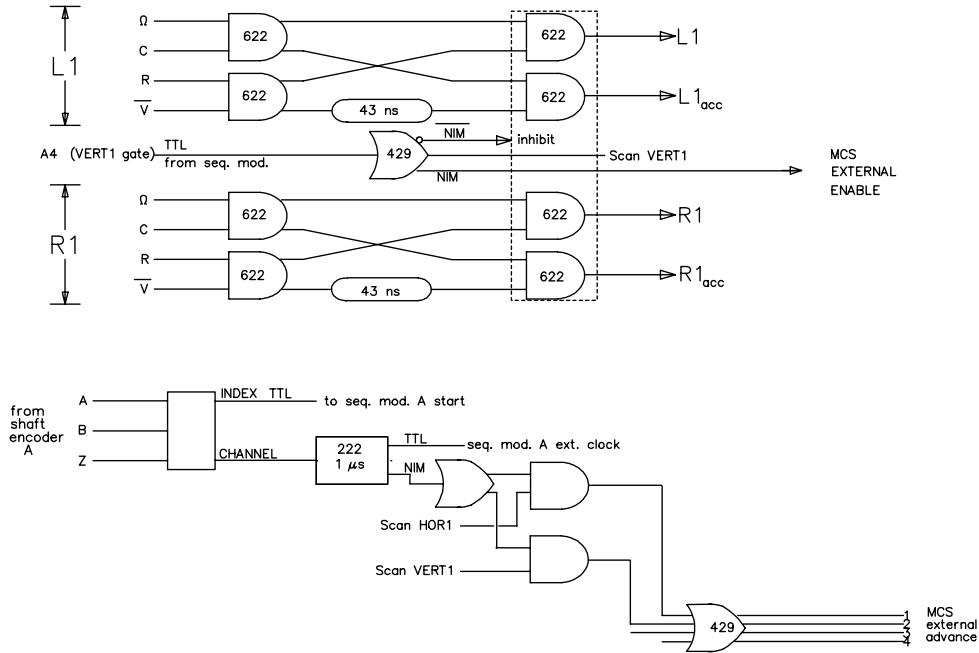 Ω
622
622
L1
C
L1
R
622
622
L1acc
V̅
43 ns
A4 (VERT1 gate)
TTL
from seq. mod.
429
N̅I̅M̅
inhibit
Scan VERT1
NIM
MCS
EXTERNAL
ENABLE
Ω
622
622
R1
C
R1
R
622
622
R1acc
V̅
43 ns
from
shaft
encoder
A
A
B
Z
INDEX TTL
to seq. mod. A start
CHANNEL
222
1 μs
TTL
seq. mod. A ext. clock
NIM
Scan HOR1
Scan VERT1
429
1
2
3
4
MCS
external
advance